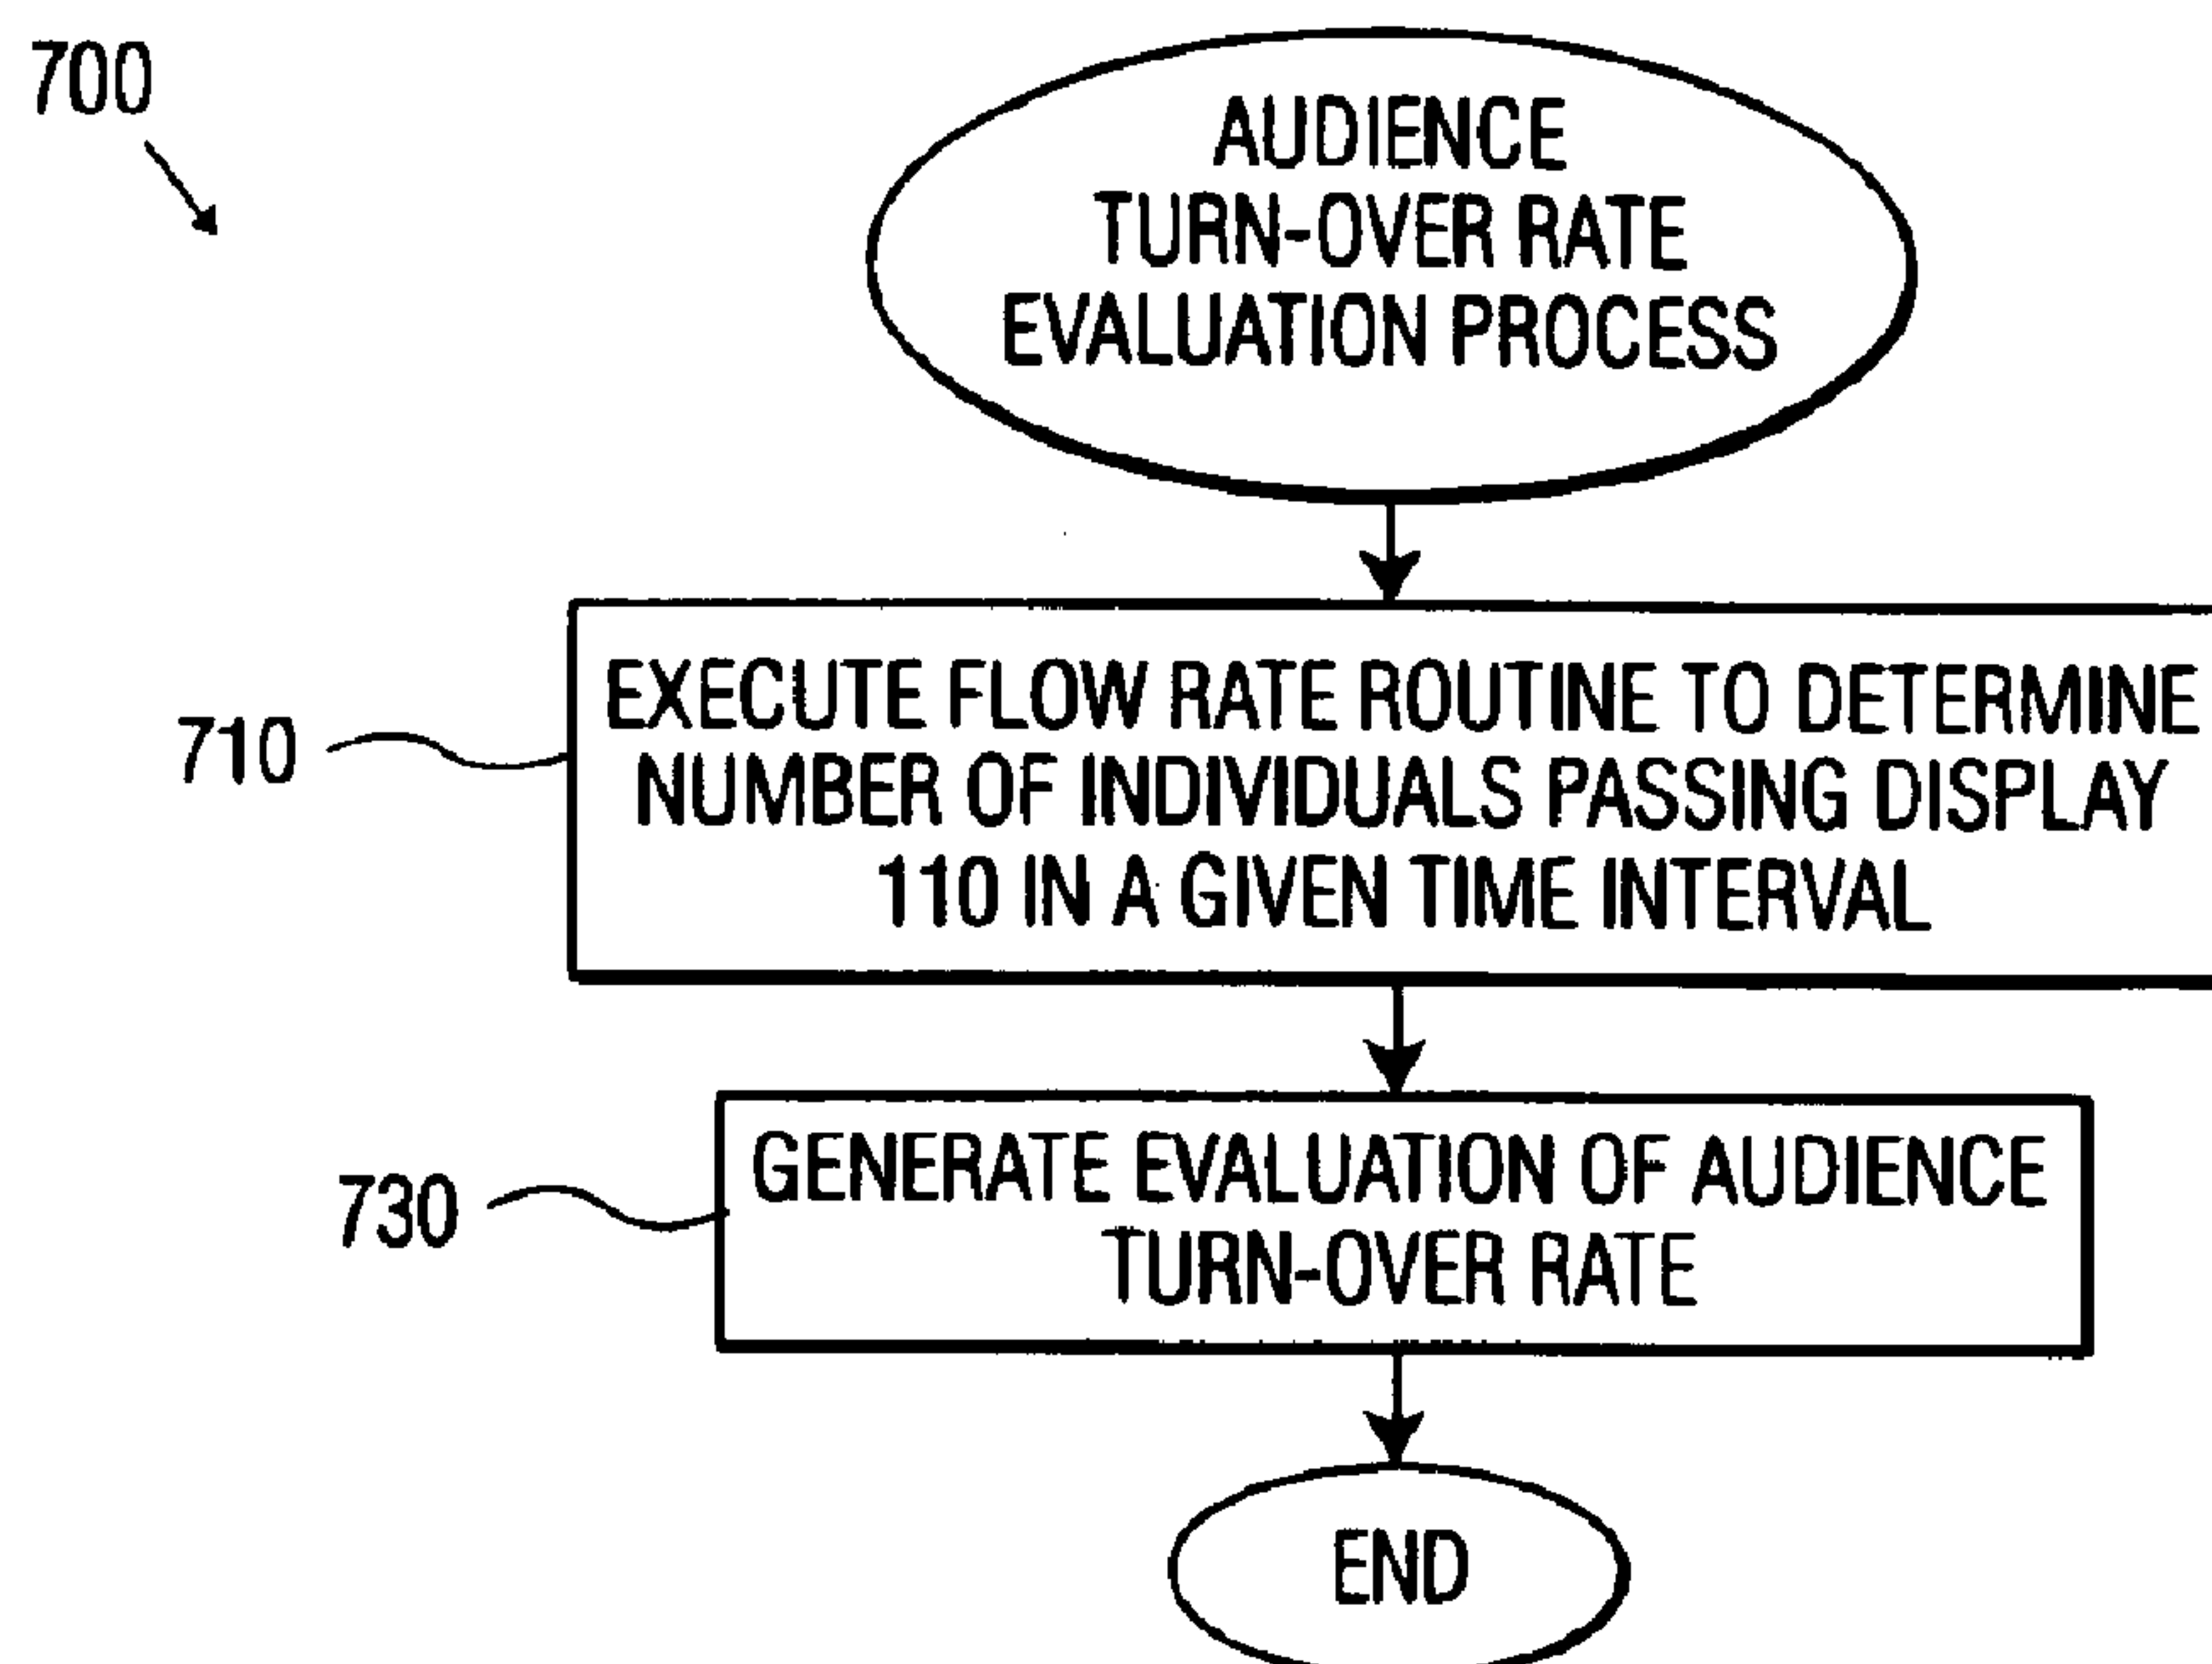 700
AUDIENCE
TURN-OVER RATE
EVALUATION PROCESS
710
EXECUTE FLOW RATE ROUTINE TO DETERMINE
NUMBER OF INDIVIDUALS PASSING DISPLAY
110 IN A GIVEN TIME INTERVAL
730
GENERATE EVALUATION OF AUDIENCE
TURN-OVER RATE
END